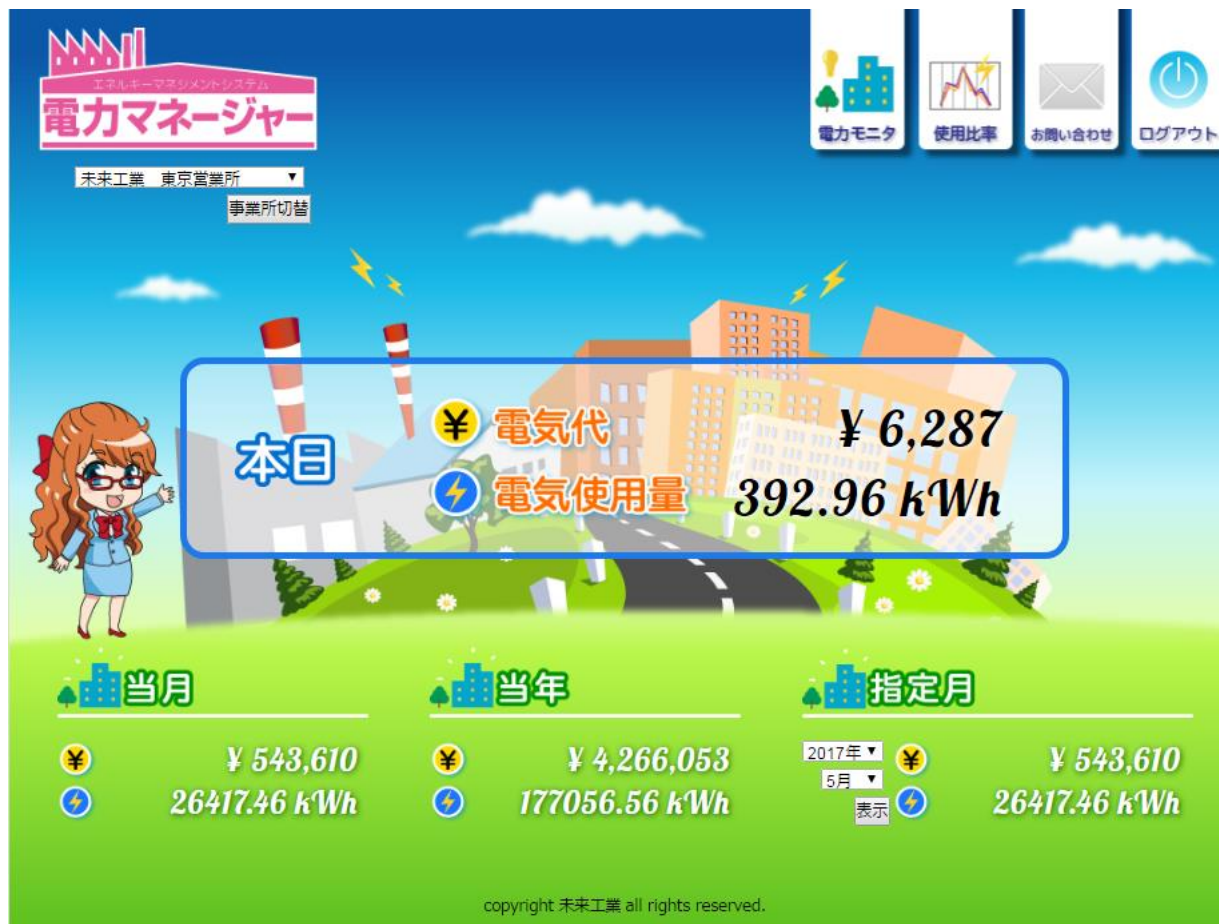 エネルギーマネジメントシステム
電力マネージャー
電力モニタ
使用比率
お問い合わせ
ログアウト
未来工業 東京営業所 ▼
事業所切替
本日
¥ 電気代 ¥ 6,287
電気使用量 392.96 kWh
当月
¥ ¥ 543,610
26417.46 kWh
当年
¥ ¥ 4,266,053
177056.56 kWh
指定月
2017年 ▼
5月 ▼
表示
¥ ¥ 543,610
26417.46 kWh
copyright 未来工業 all rights reserved.